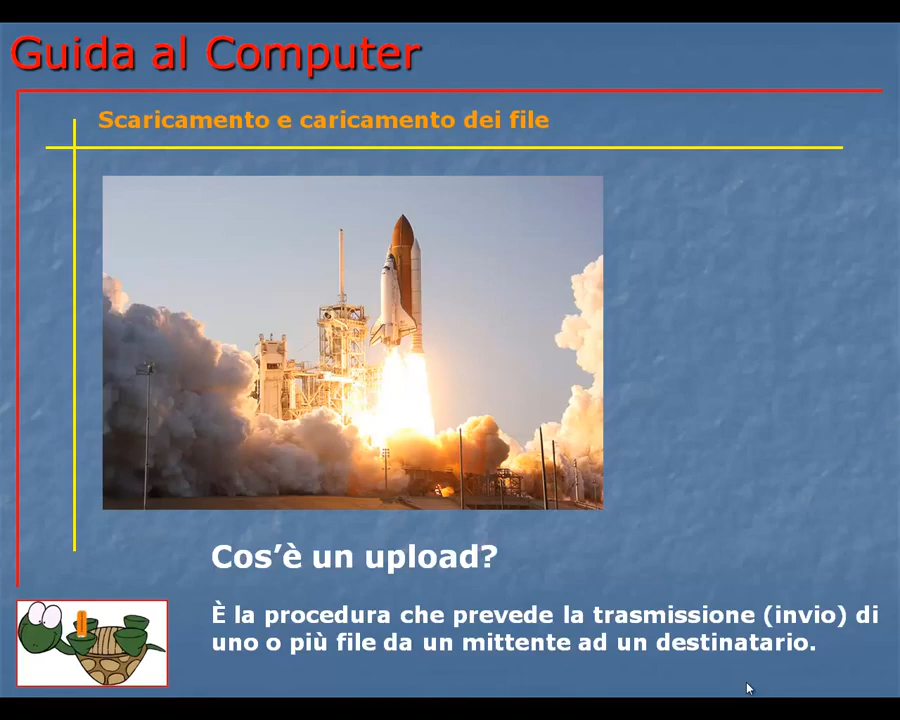 Guida al Computer
Scaricamento e caricamento dei file
Cos’è un upload?
È la procedura che prevede la trasmissione (invio) di
uno o più file da un mittente ad un destinatario.